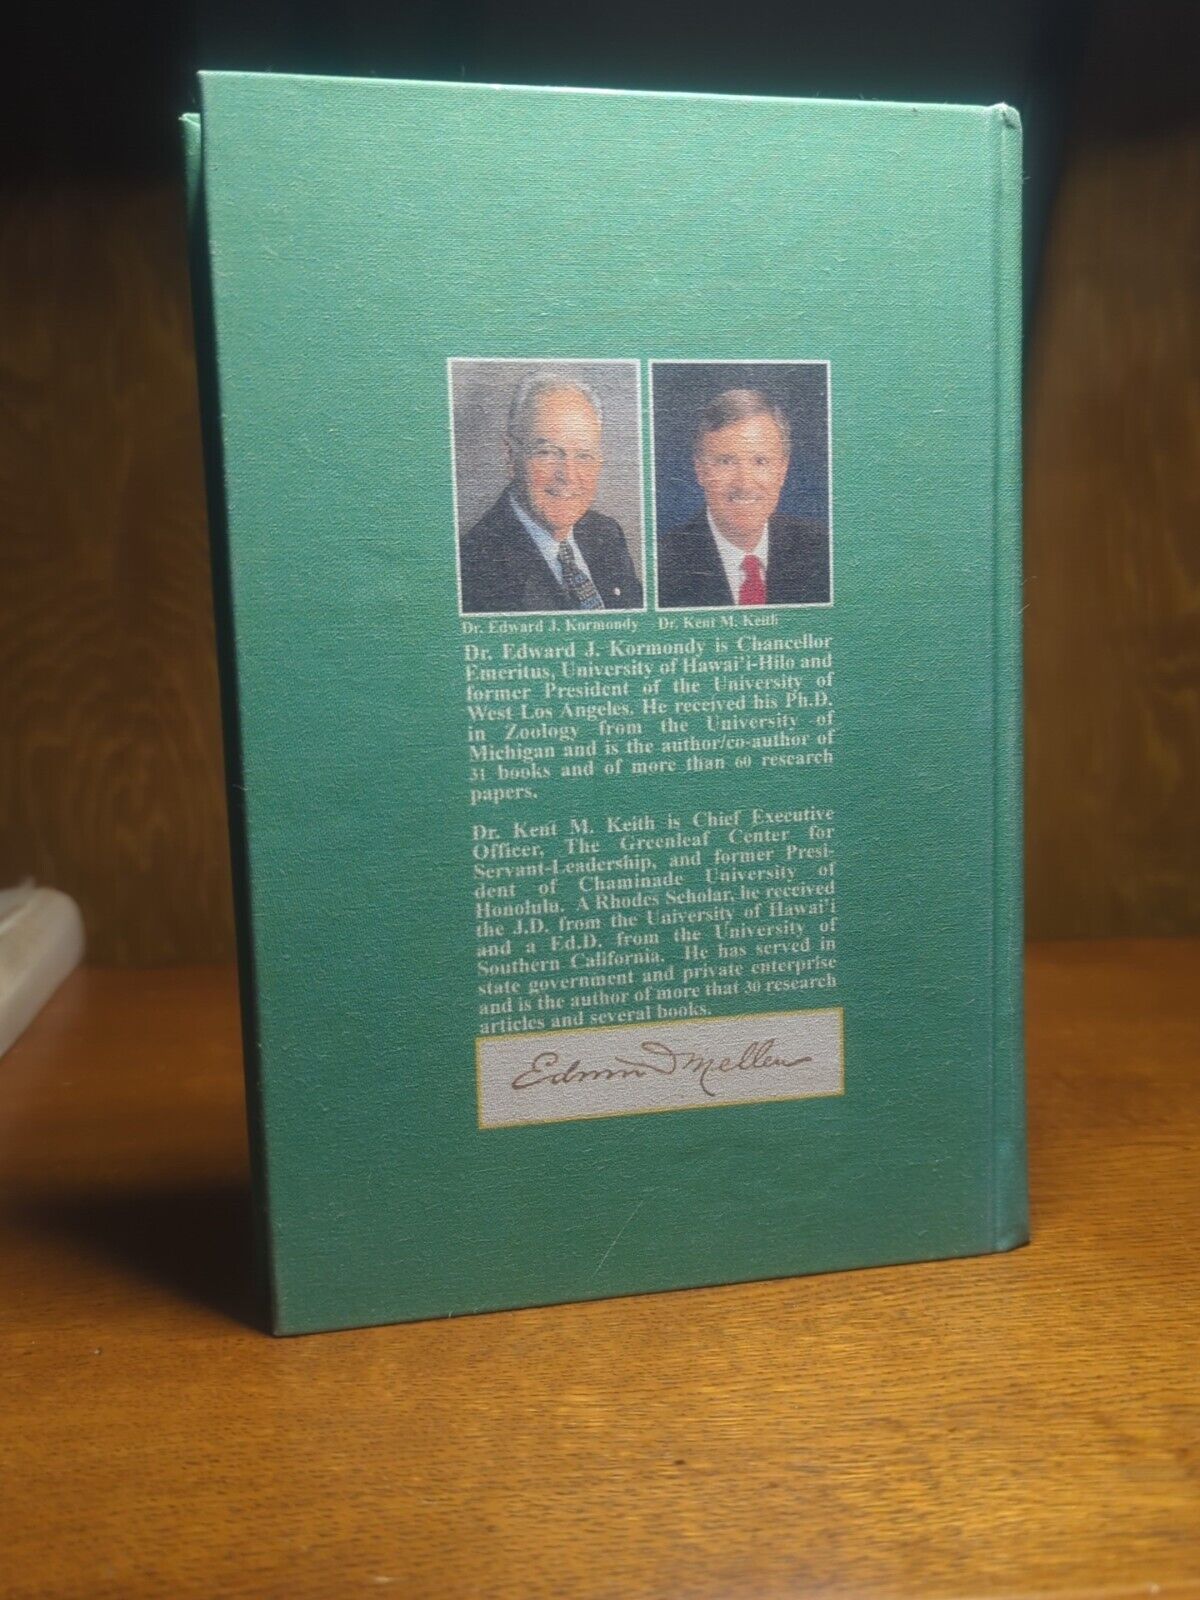 Dr. Edward J. Kormondy Dr. Kent M. Keith
Dr. Edward J. Kormondy is Chancellor
Emeritus, University of Hawai'i-Hilo and
former President of the University of
West Los Angeles. He received his Ph.D.
in Zoology from the University of
Michigan and is the author/co-author of
31 books and of more than 60 research
papers.
Dr. Kent M. Keith is Chief Executive
Officer, The Greenleaf Center for
Servant-Leadership, and former Presi-
dent of Chaminade University of
Honolulu. A Rhodes Scholar, he received
the J.D. from the University of Hawai'i
and a Ed.D. from the University of
Southern California. He has served in
state government and private enterprise
and is the author of more that 30 research
articles and several books.
Edwin D Mellen